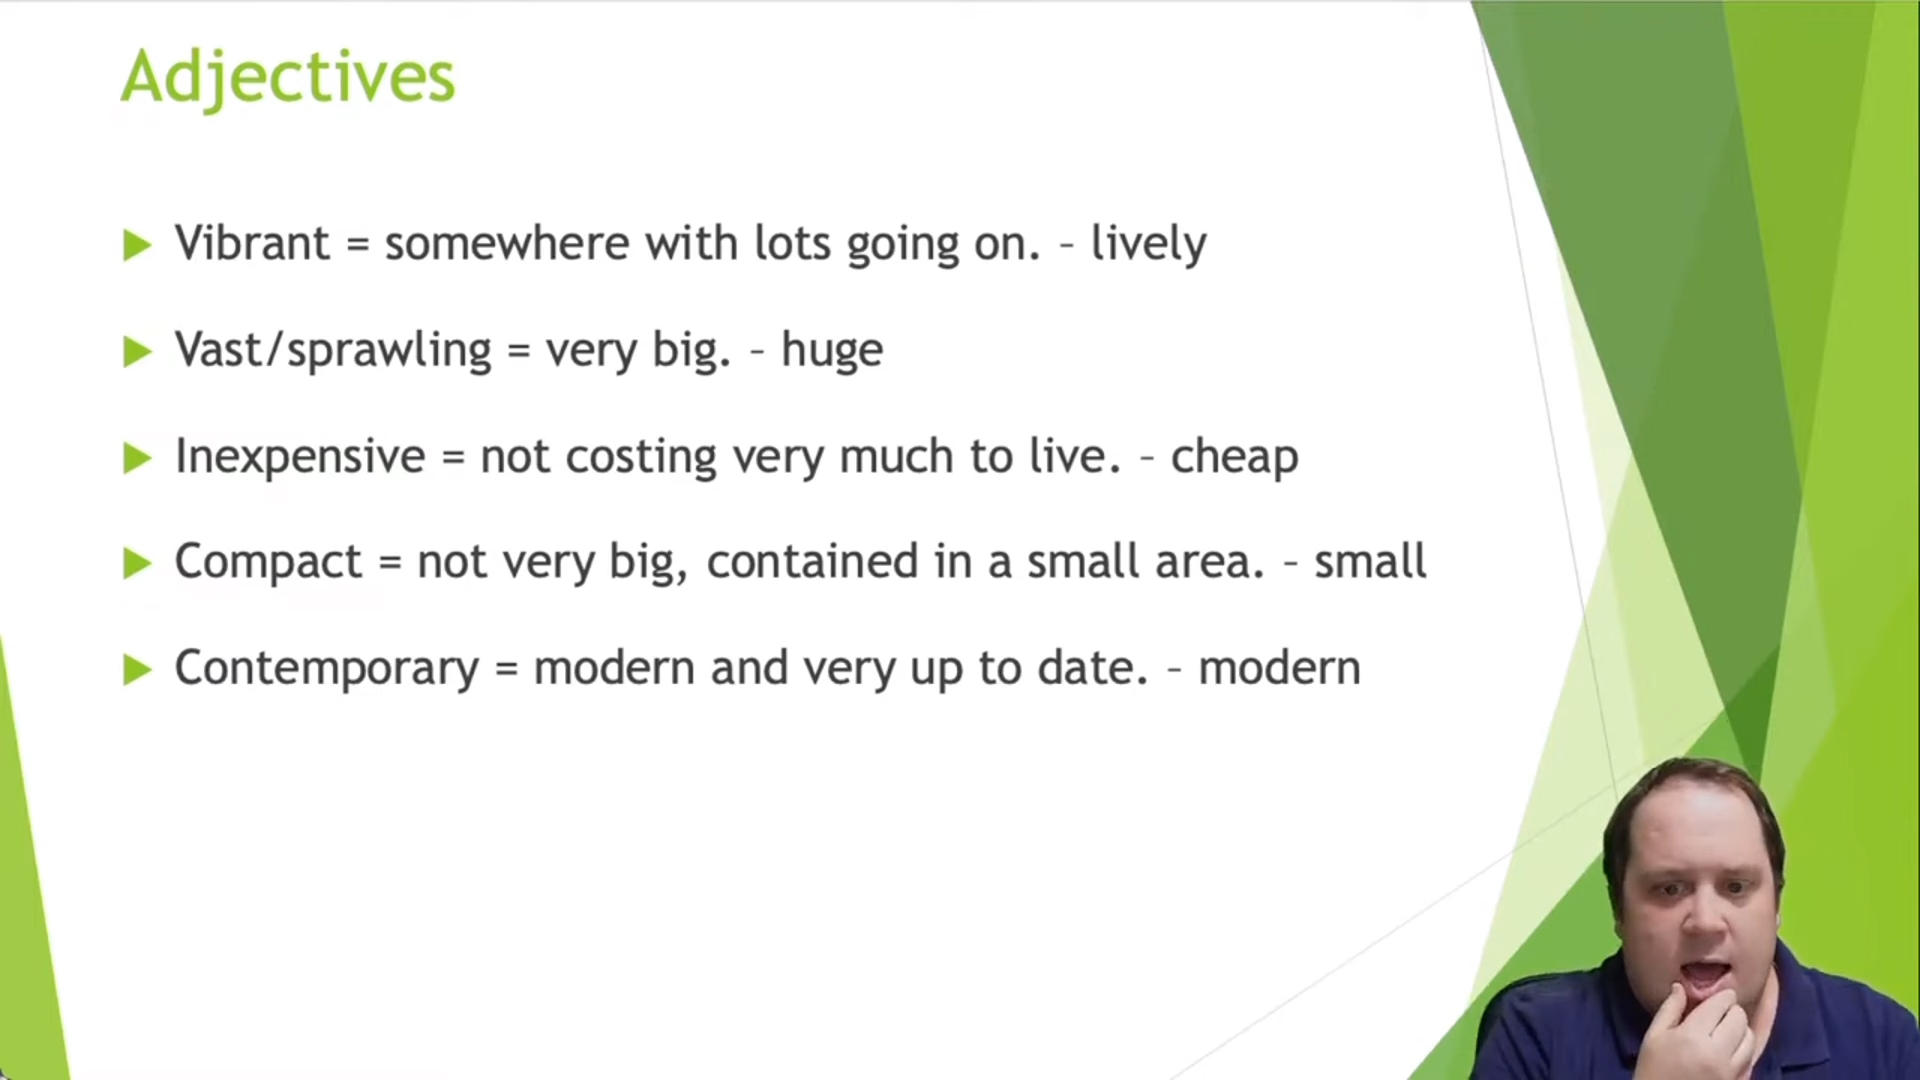 Adjectives
Vibrant = somewhere with lots going on. – lively
Vast/sprawling = very big. – huge
Inexpensive = not costing very much to live. – cheap
Compact = not very big, contained in a small area. – small
Contemporary = modern and very up to date. – modern